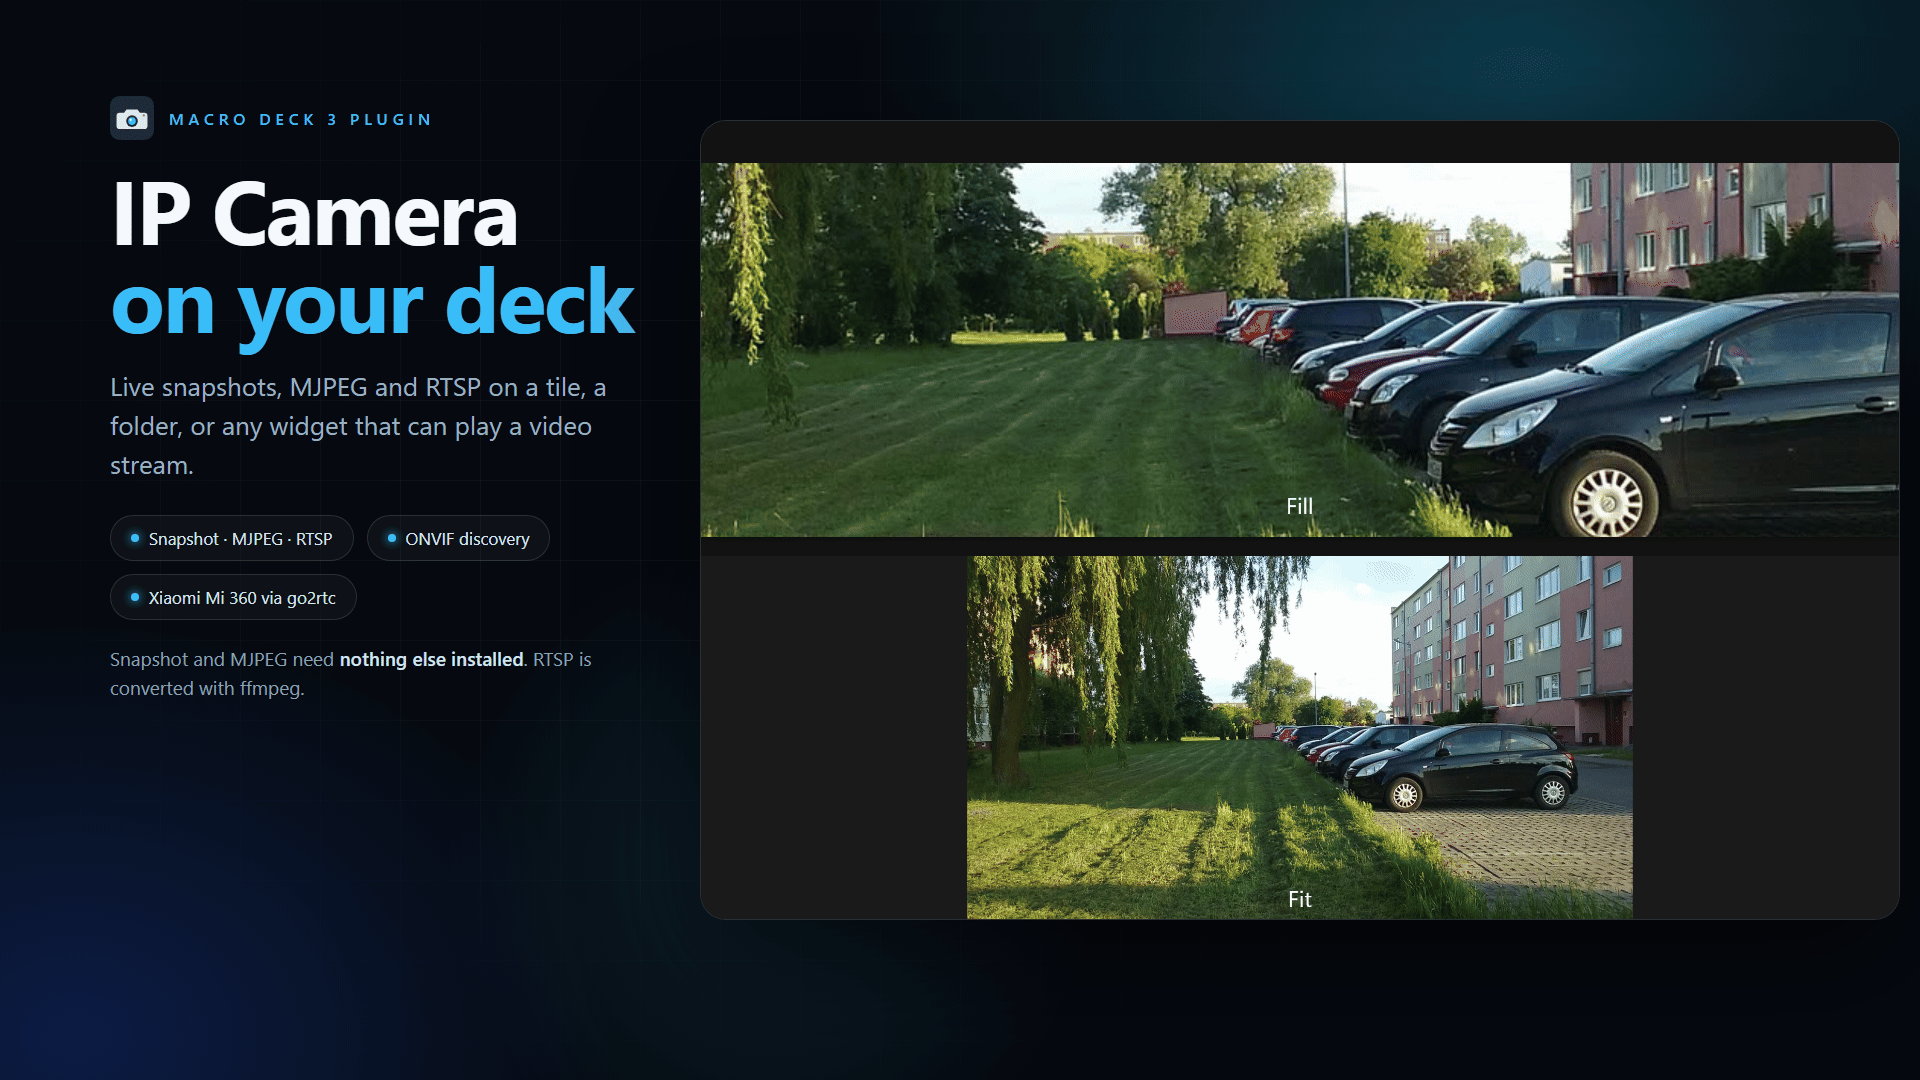 MACRO DECK 3 PLUGIN
IP Camera
on your deck
Live snapshots, MJPEG and RTSP on a tile, a
folder, or any widget that can play a video
stream.
Snapshot · MJPEG · RTSP
ONVIF discovery
Xiaomi Mi 360 via go2rtc
Snapshot and MJPEG need nothing else installed. RTSP is
converted with ffmpeg.
Fill
Fit